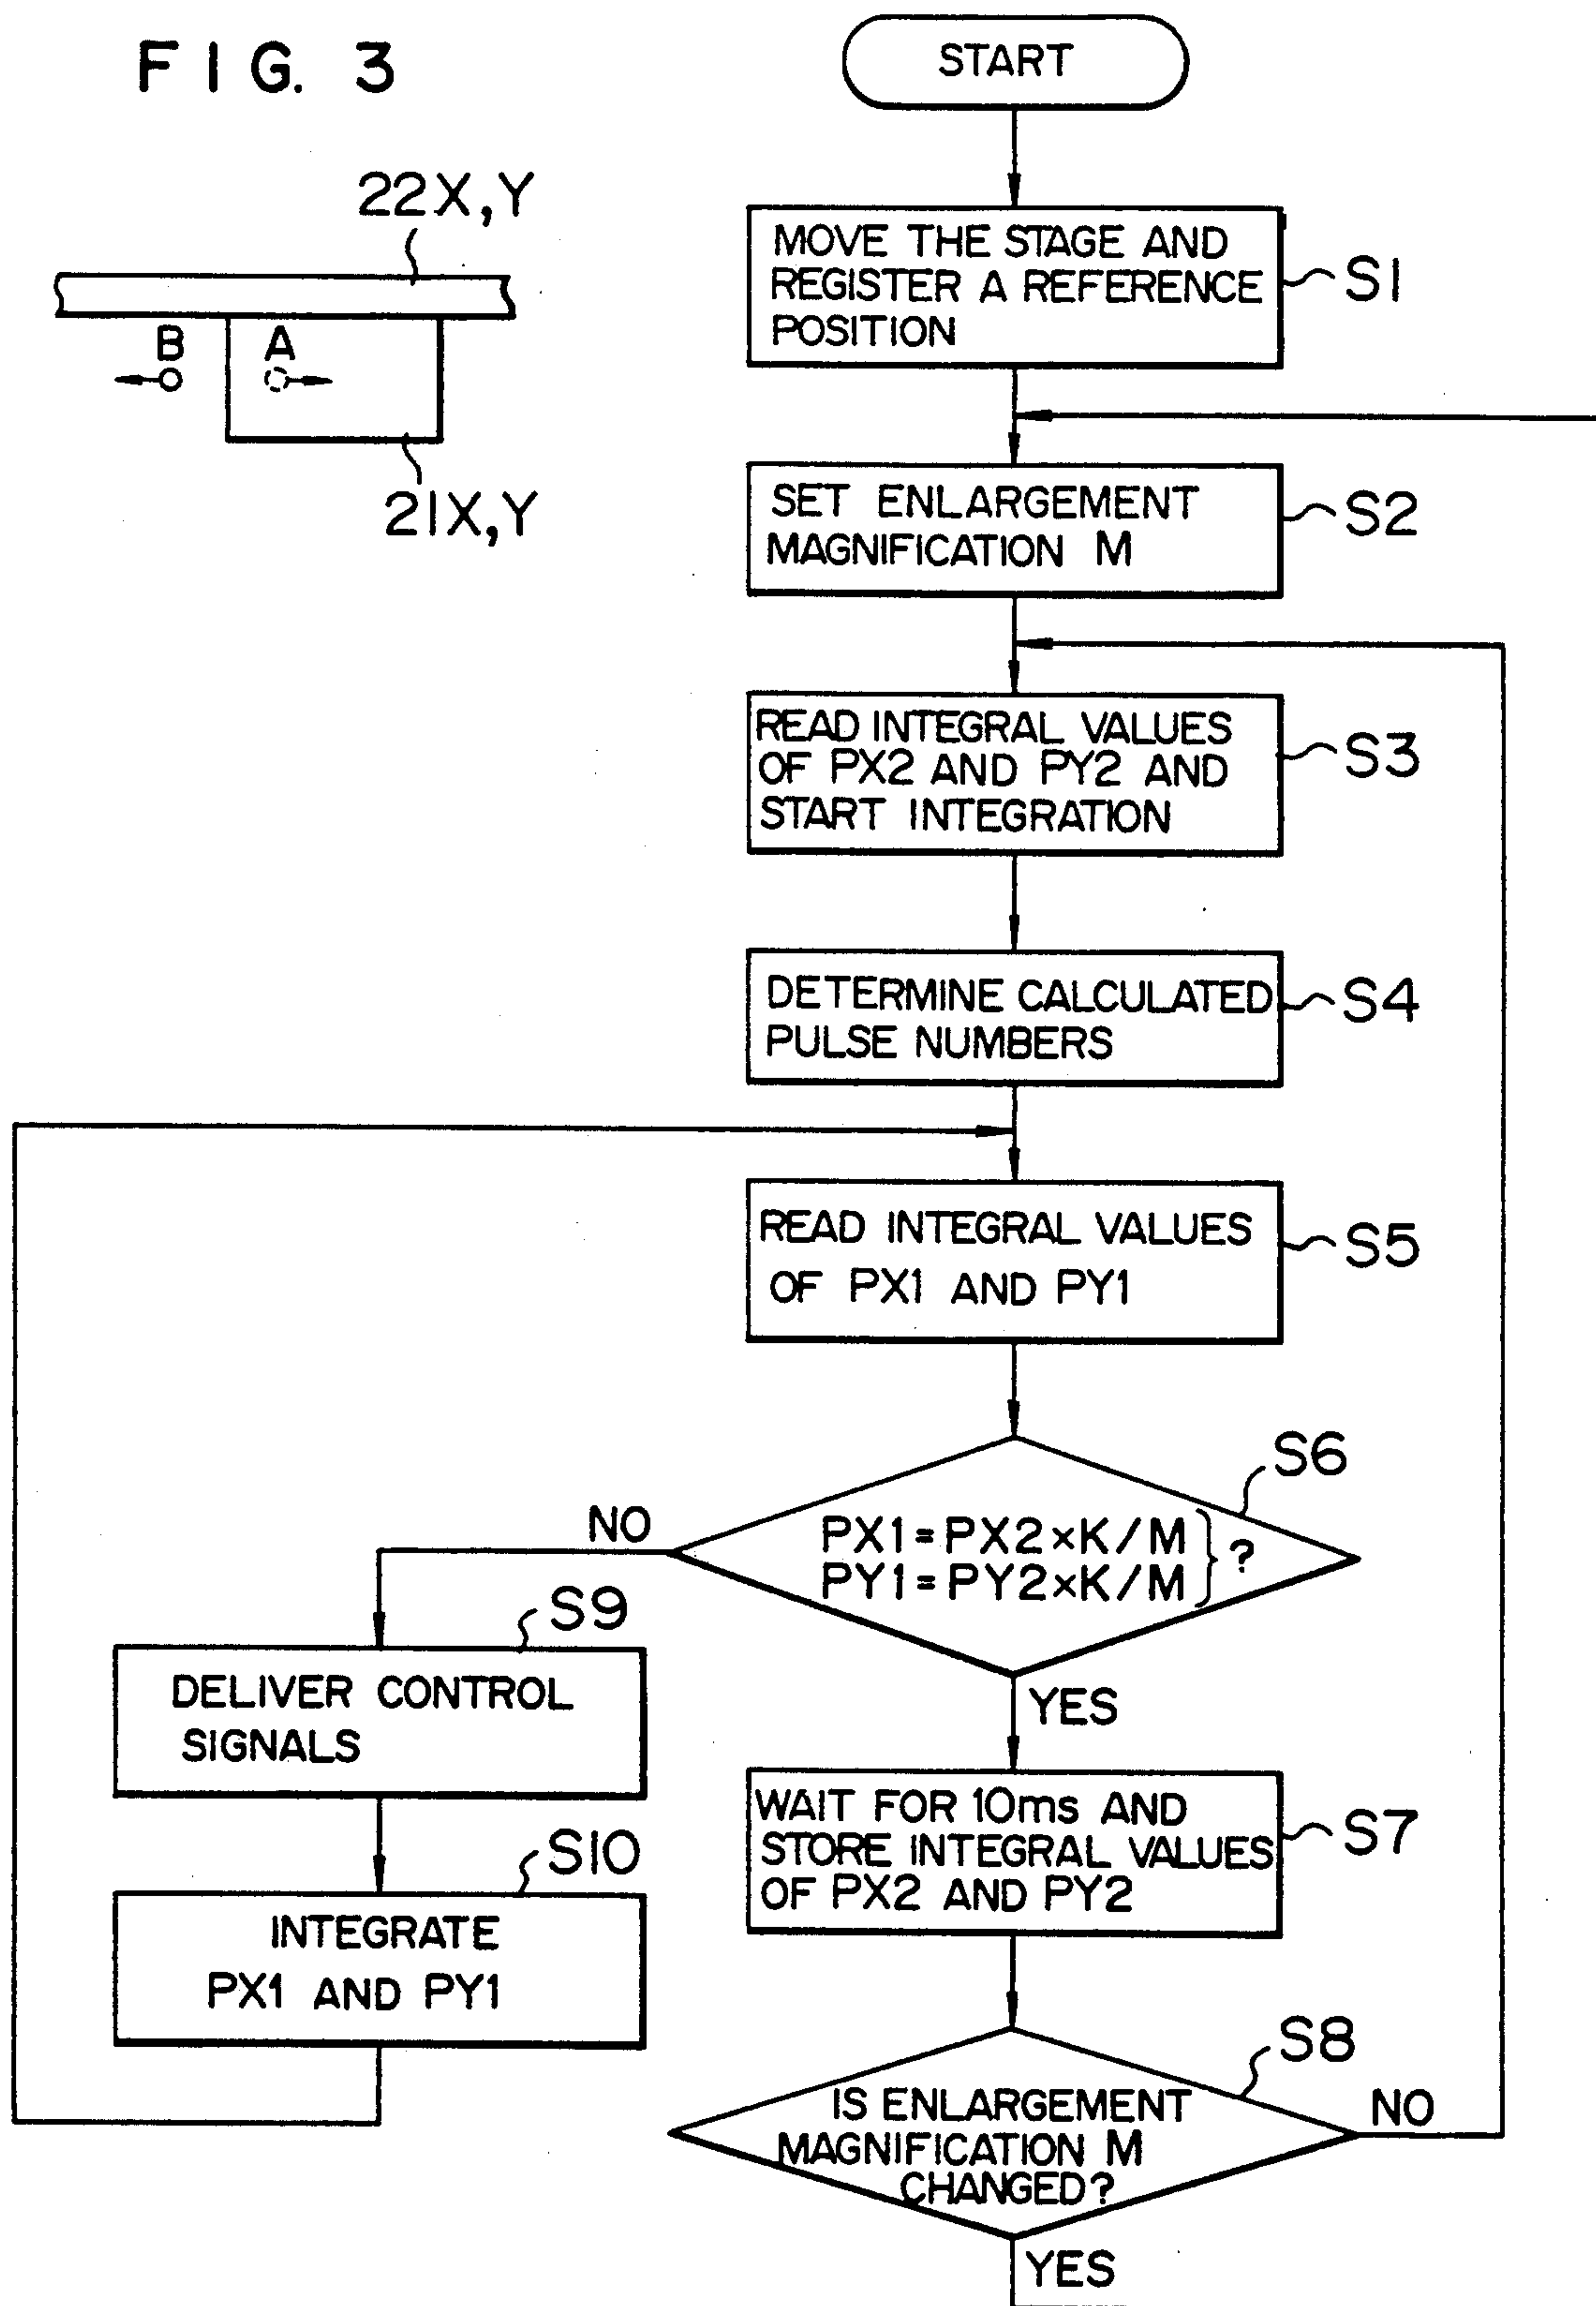 FIG. 3
START
22X,Y
B
A
21X,Y
MOVE THE STAGE AND
REGISTER A REFERENCE
POSITION
S1
SET ENLARGEMENT
MAGNIFICATION M
S2
READ INTEGRAL VALUES
OF PX2 AND PY2 AND
START INTEGRATION
S3
DETERMINE CALCULATED
PULSE NUMBERS
S4
READ INTEGRAL VALUES
OF PX1 AND PY1
S5
S6
PX1=PX2×K/M
PY1=PY2×K/M
}?
NO
YES
S9
DELIVER CONTROL
SIGNALS
S10
INTEGRATE
PX1 AND PY1
WAIT FOR 10ms AND
STORE INTEGRAL VALUES
OF PX2 AND PY2
S7
S8
IS ENLARGEMENT
MAGNIFICATION M
CHANGED?
NO
YES